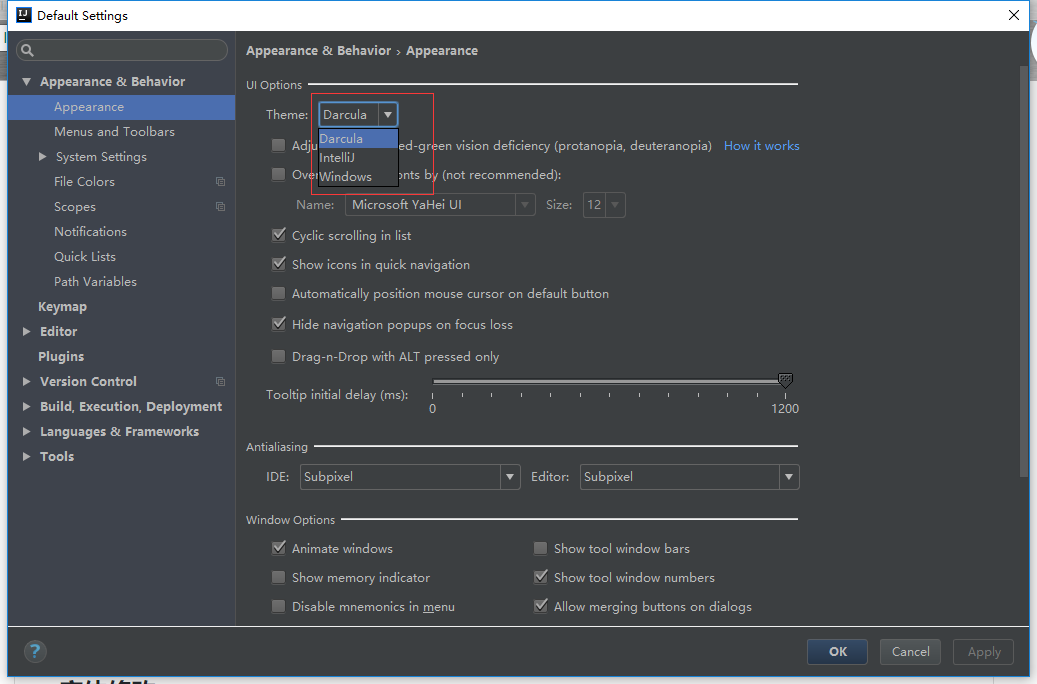 IJ Default Settings
Appearance & Behavior
Appearance
Menus and Toolbars
System Settings
File Colors
Scopes
Notifications
Quick Lists
Path Variables
Keymap
Editor
Plugins
Version Control
Build, Execution, Deployment
Languages & Frameworks
Tools
Appearance & Behavior › Appearance
UI Options
Theme: Darcula
Darcula
IntelliJ
Windows
ed-green vision deficiency (protanopia, deuteranopia) How it works
onts by (not recommended):
Name: Microsoft YaHei UI Size: 12
Cyclic scrolling in list
Show icons in quick navigation
Automatically position mouse cursor on default button
Hide navigation popups on focus loss
Drag-n-Drop with ALT pressed only
Tooltip initial delay (ms):
0 1200
Antialiasing
IDE: Subpixel Editor: Subpixel
Window Options
Animate windows Show tool window bars
Show memory indicator Show tool window numbers
Disable mnemonics in menu Allow merging buttons on dialogs
? OK Cancel Apply